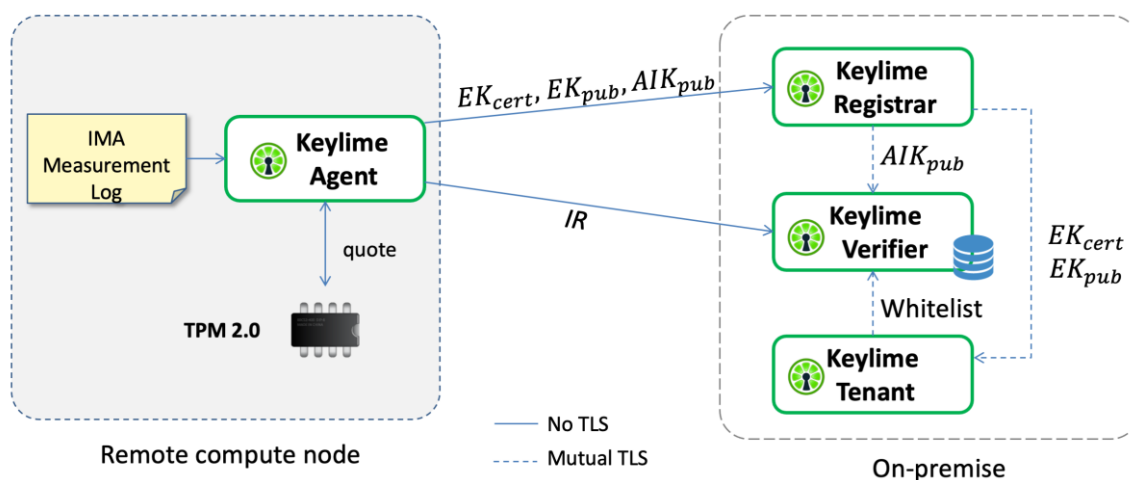 IMA
Measurement
Log
Keylime
Agent
quote
TPM 2.0
Remote compute node
EK_cert, EK_pub, AIK_pub
IR
Keylime
Registrar
AIK_pub
Keylime
Verifier
EK_cert
EK_pub
Whitelist
Keylime
Tenant
No TLS
Mutual TLS
On-premise